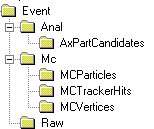 Event
Anal
AxPartCandidates
Mc
MCParticles
MCTrackerHits
MCVertices
Raw